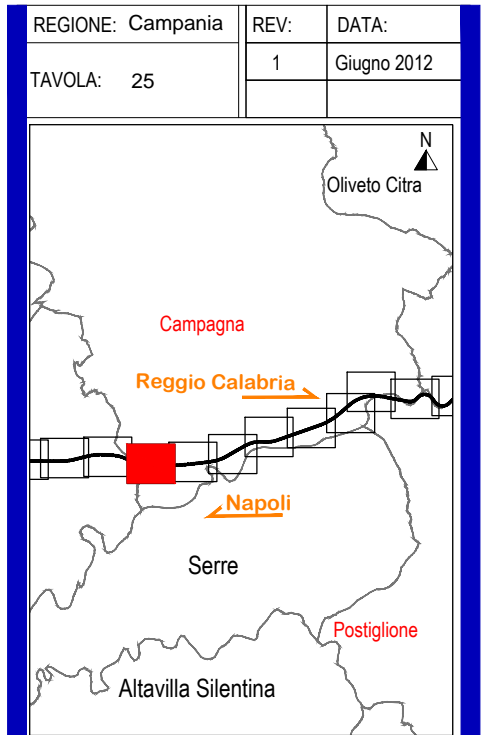 REGIONE: Campania
REV:
DATA:
1
Giugno 2012
TAVOLA: 25
N
Oliveto Citra
Campagna
Reggio Calabria
Napoli
Serre
Postiglione
Altavilla Silentina